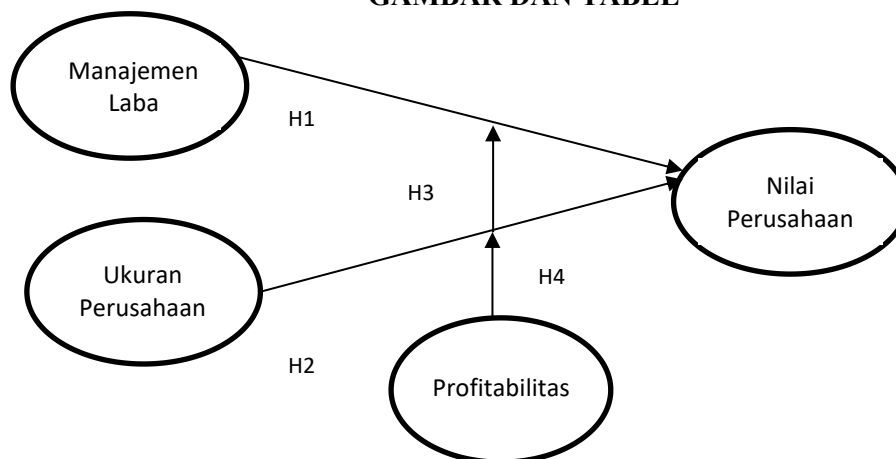 GAMBAR DAN TABEL
Manajemen
Laba
H1
H3
Nilai
Perusahaan
Ukuran
Perusahaan
H4
H2
Profitabilitas